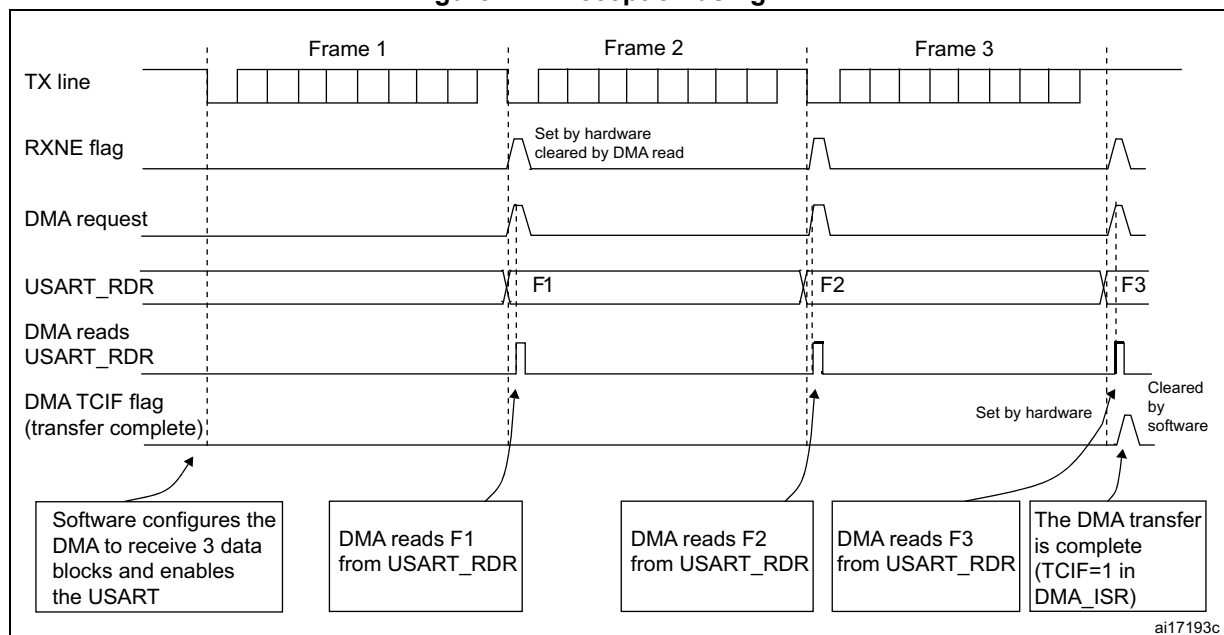 Frame 1
Frame 2
Frame 3
TX line
RXNE flag
Set by hardware
cleared by DMA read
DMA request
USART_RDR
F1
F2
F3
DMA reads
USART_RDR
DMA TCIF flag
(transfer complete)
Set by hardware
Cleared
by
software
Software configures the
DMA to receive 3 data
blocks and enables
the USART
DMA reads F1
from USART_RDR
DMA reads F2
from USART_RDR
DMA reads F3
from USART_RDR
The DMA transfer
is complete
(TCIF=1 in
DMA_ISR)
ai17193c